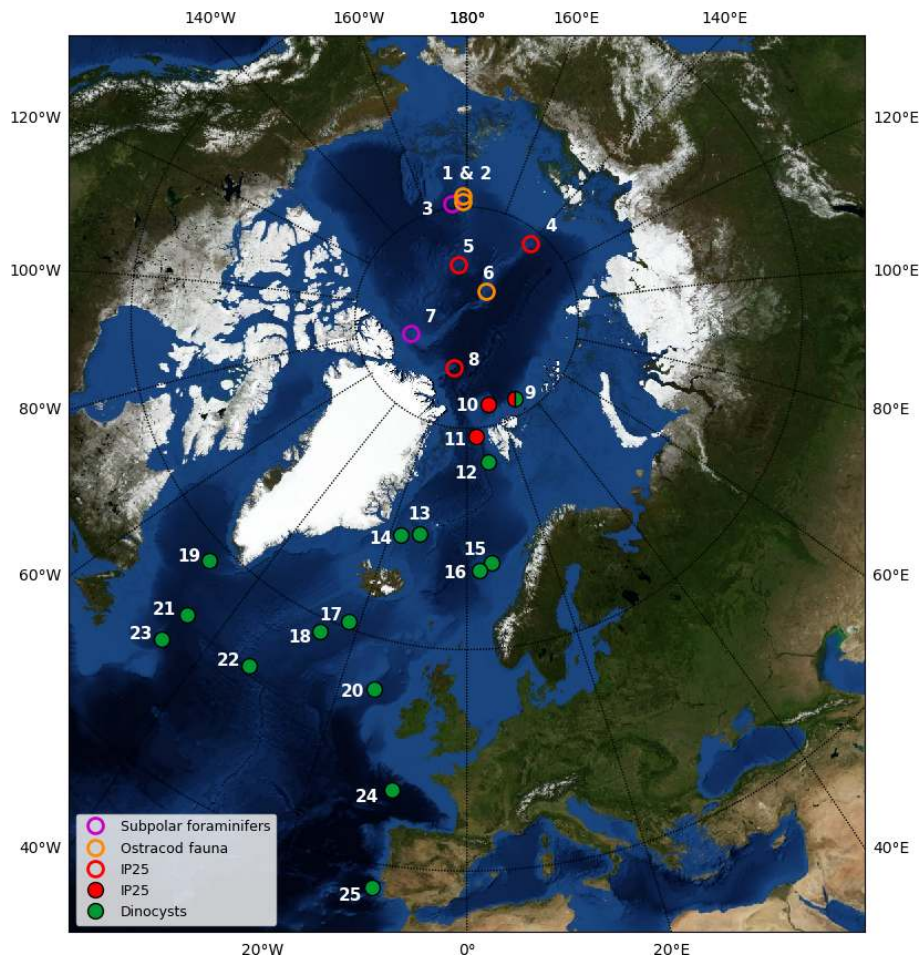 140°W 160°W 180° 160°E 140°E
120°W 120°E
1 & 2
3 4
5
100°W 100°E
6
7
8
9
10
80°W 80°E
11
12
13
14
15
19 16
60°W 60°E
21 17
23 18
22
20
24
Subpolar foraminifers
Ostracod fauna
40°W 40°E
IP25
IP25
25
Dinocysts
20°W 0° 20°E